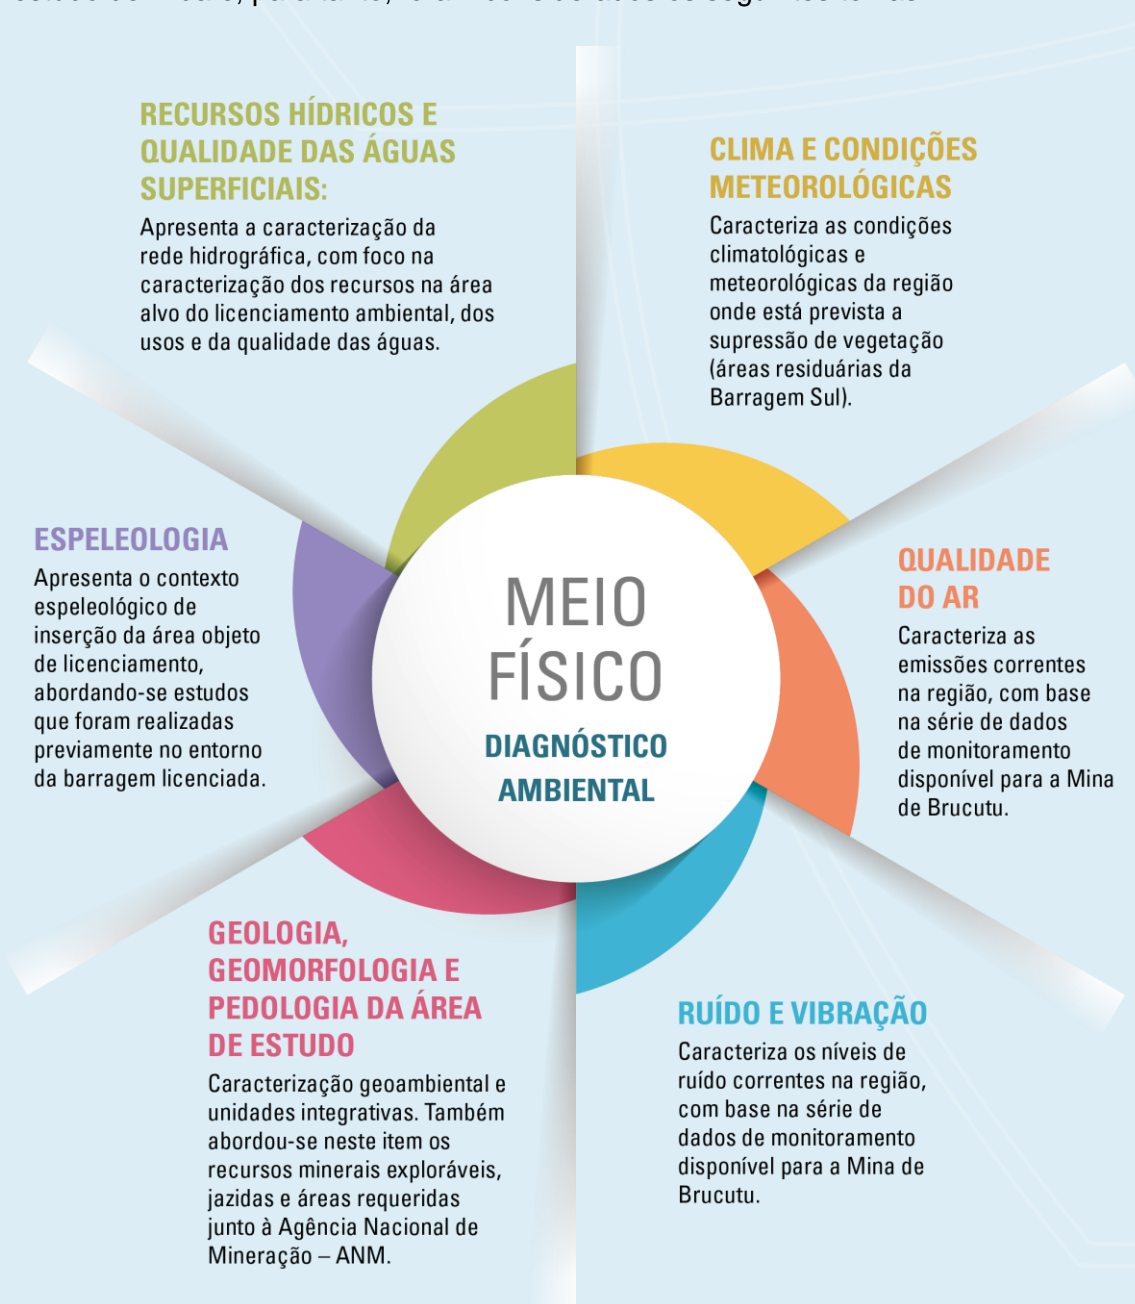 RECURSOS HÍDRICOS E
QUALIDADE DAS ÁGUAS
SUPERFICIAIS:
Apresenta a caracterização da
rede hidrográfica, com foco na
caracterização dos recursos na área
alvo do licenciamento ambiental, dos
usos e da qualidade das águas.
CLIMA E CONDIÇÕES
METEOROLÓGICAS
Caracteriza as condições
climatológicas e
meteorológicas da região
onde está prevista a
supressão de vegetação
(áreas residuárias da
Barragem Sul).
ESPELEOLOGIA
Apresenta o contexto
espeleológico de
inserção da área objeto
de licenciamento,
abordando-se estudos
que foram realizadas
previamente no entorno
da barragem licenciada.
MEIO
FÍSICO
DIAGNÓSTICO
AMBIENTAL
QUALIDADE
DO AR
Caracteriza as
emissões correntes
na região, com base
na série de dados
de monitoramento
disponível para a Mina
de Brucutu.
GEOLOGIA,
GEOMORFOLOGIA E
PEDOLOGIA DA ÁREA
DE ESTUDO
Caracterização geoambiental e
unidades integrativas. Também
abordou-se neste item os
recursos minerais exploráveis,
jazidas e áreas requeridas
junto à Agência Nacional de
Mineração – ANM.
RUÍDO E VIBRAÇÃO
Caracteriza os níveis de
ruído correntes na região,
com base na série de
dados de monitoramento
disponível para a Mina de
Brucutu.